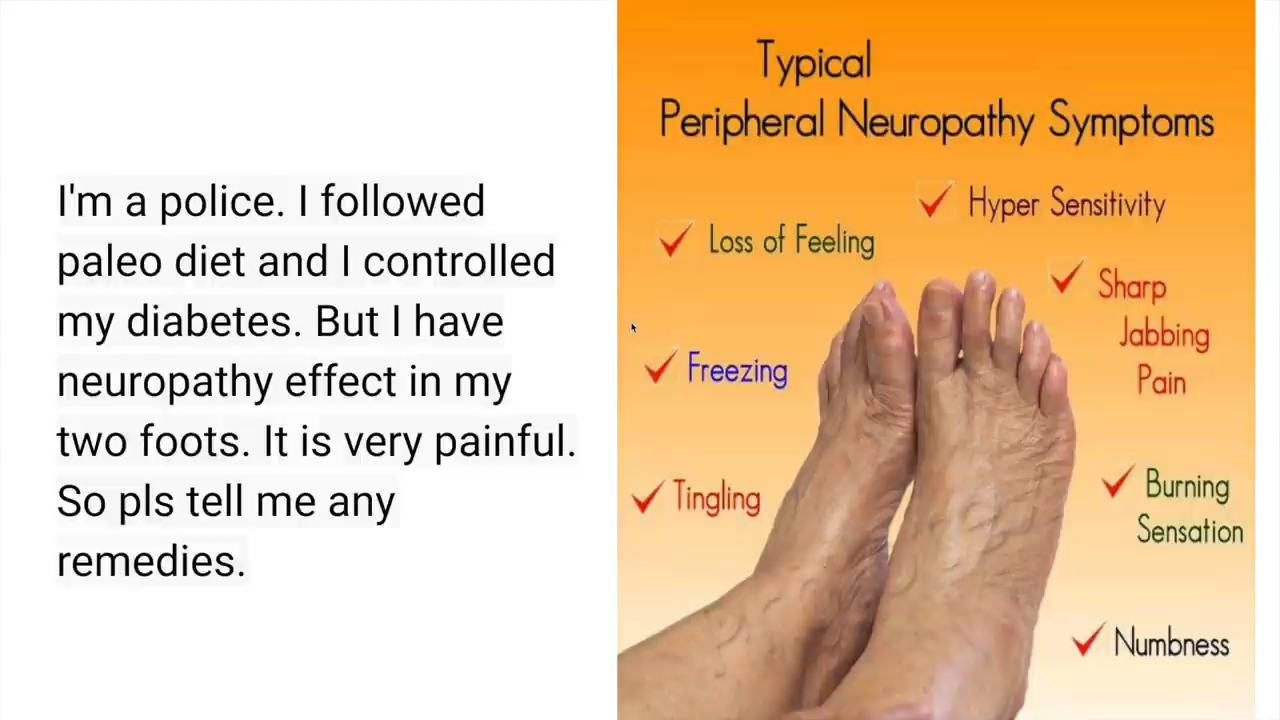 I'm a police. I followed
paleo diet and I controlled
my diabetes. But I have
neuropathy effect in my
two foots. It is very painful.
So pls tell me any
remedies.
Typical
Peripheral Neuropathy Symptoms
Hyper Sensitivity
Loss of Feeling
Sharp
Jabbing
Pain
Freezing
Tingling
Burning
Sensation
Numbness